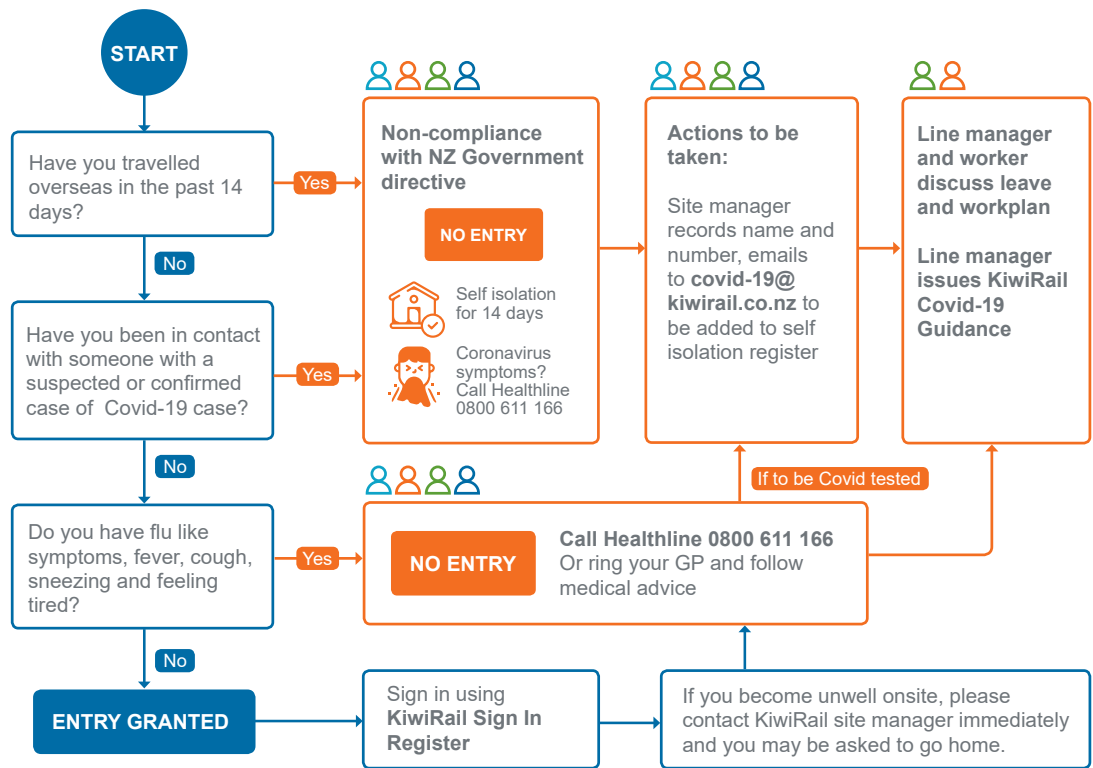 START
Have you travelled
overseas in the past 14
days?
Yes
Non-compliance
with NZ Government
directive
NO ENTRY
Self isolation
for 14 days
Coronavirus
symptoms?
Call Healthline
0800 611 166
Actions to be
taken:
Site manager
records name and
number, emails
to covid-19@
kiwirail.co.nz to
be added to self
isolation register
Line manager
and worker
discuss leave
and workplan
Line manager
issues KiwiRail
Covid-19
Guidance
No
Have you been in contact
with someone with a
suspected or confirmed
case of Covid-19 case?
Yes
No
If to be Covid tested
Do you have flu like
symptoms, fever, cough,
sneezing and feeling
tired?
Yes
NO ENTRY
Call Healthline 0800 611 166
Or ring your GP and follow
medical advice
No
ENTRY GRANTED
Sign in using
KiwiRail Sign In
Register
If you become unwell onsite, please
contact KiwiRail site manager immediately
and you may be asked to go home.